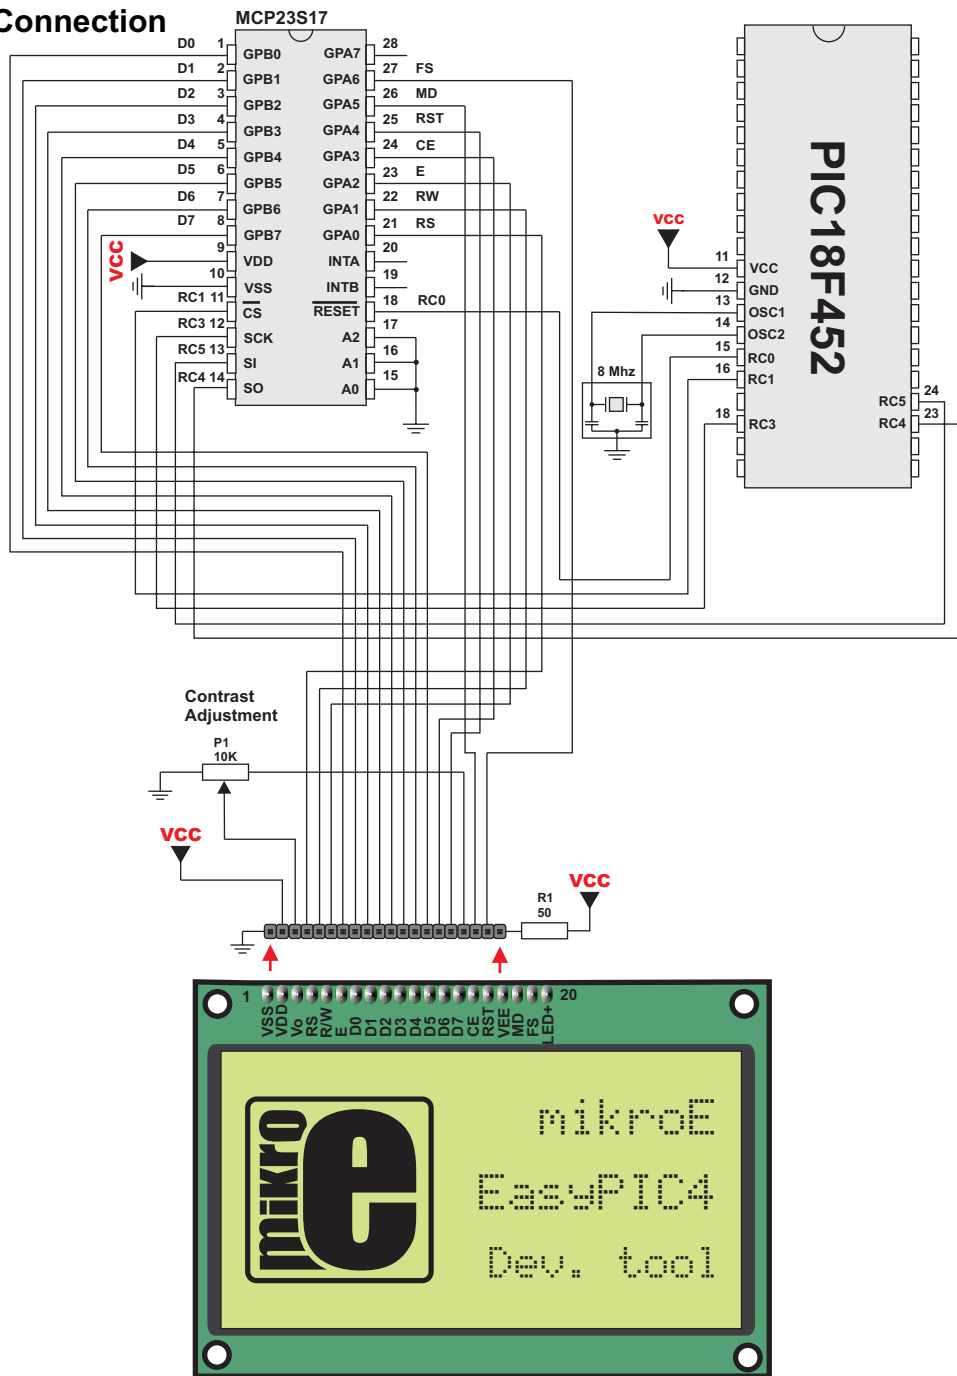 Connection
MCP23S17
D0 1 GPB0 GPA7 28
D1 2 GPB1 GPA6 27 FS
D2 3 GPB2 GPA5 26 MD
D3 4 GPB3 GPA4 25 RST
D4 5 GPB4 GPA3 24 CE
D5 6 GPB5 GPA2 23 E
D6 7 GPB6 GPA1 22 RW
D7 8 GPB7 GPA0 21 RS
VCC 9 VDD INTA 20
10 VSS INTB 19
RC1 11 CS RESET 18 RC0
RC3 12 SCK A2 17
RC5 13 SI A1 16
RC4 14 SO A0 15
PIC18F452
VCC
11 VCC
12 GND
13 OSC1
14 OSC2
15 RC0
16 RC1
18 RC3
RC5 24
RC4 23
8 Mhz
Contrast
Adjustment
P1
10K
VCC
VCC
R1
50
1 20
VSS
VDD
Vo
RS
R/W
E
D0
D1
D2
D3
D4
D5
D6
D7
CE
RST
VEE
MD
FS
LED+
mikro
e
mikroE
EasyPIC4
Dev. tool